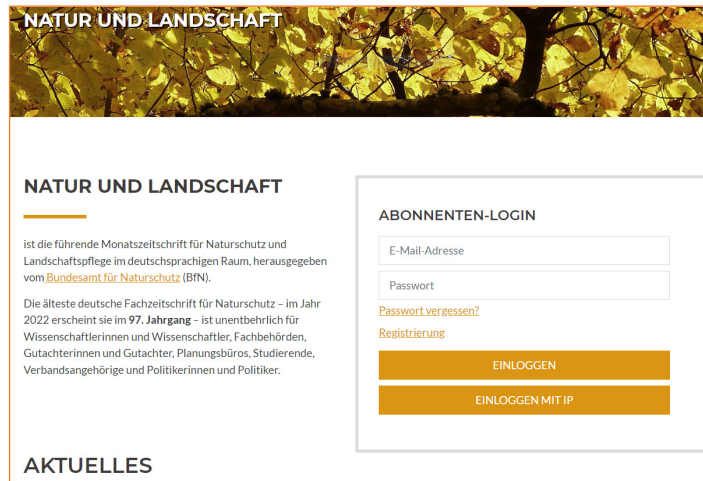 NATUR UND LANDSCHAFT
NATUR UND LANDSCHAFT
ist die führende Monatszeitschrift für Naturschutz und
Landschaftspflege im deutschsprachigen Raum, herausgegeben
vom Bundesamt für Naturschutz (BfN).
Die älteste deutsche Fachzeitschrift für Naturschutz – im Jahr
2022 erscheint sie im 97. Jahrgang – ist unentbehrlich für
Wissenschaftlerinnen und Wissenschaftler, Fachbehörden,
Gutachterinnen und Gutachter, Planungsbüros, Studierende,
Verbandsangehörige und Politikerinnen und Politiker.
ABONNENTEN-LOGIN
E-Mail-Adresse
Passwort
Passwort vergessen?
Registrierung
EINLOGGEN
EINLOGGEN MIT IP
AKTUELLES